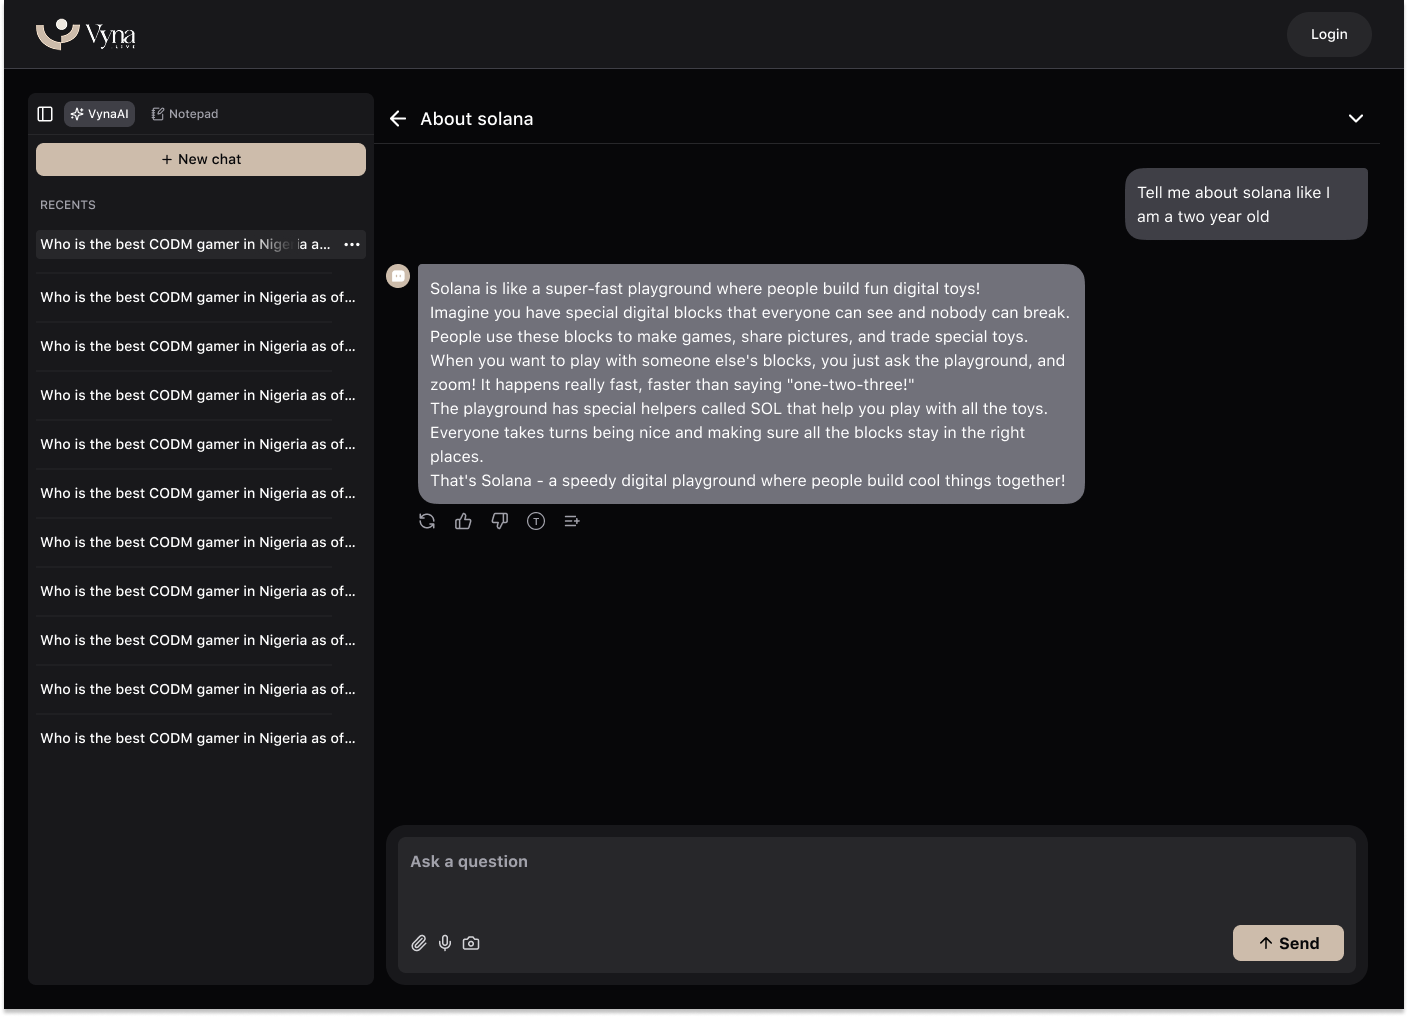 Vyna
LIVE
Login
VynaAI
Notepad
+ New chat
RECENTS
Who is the best CODM gamer in Nigeria a...
Who is the best CODM gamer in Nigeria as of...
Who is the best CODM gamer in Nigeria as of...
Who is the best CODM gamer in Nigeria as of...
Who is the best CODM gamer in Nigeria as of...
Who is the best CODM gamer in Nigeria as of...
Who is the best CODM gamer in Nigeria as of...
Who is the best CODM gamer in Nigeria as of...
Who is the best CODM gamer in Nigeria as of...
Who is the best CODM gamer in Nigeria as of...
Who is the best CODM gamer in Nigeria as of...
About solana
Tell me about solana like I
am a two year old
Solana is like a super-fast playground where people build fun digital toys!
Imagine you have special digital blocks that everyone can see and nobody can break.
People use these blocks to make games, share pictures, and trade special toys.
When you want to play with someone else's blocks, you just ask the playground, and
zoom! It happens really fast, faster than saying "one-two-three!"
The playground has special helpers called SOL that help you play with all the toys.
Everyone takes turns being nice and making sure all the blocks stay in the right
places.
That's Solana - a speedy digital playground where people build cool things together!
T
Ask a question
Send